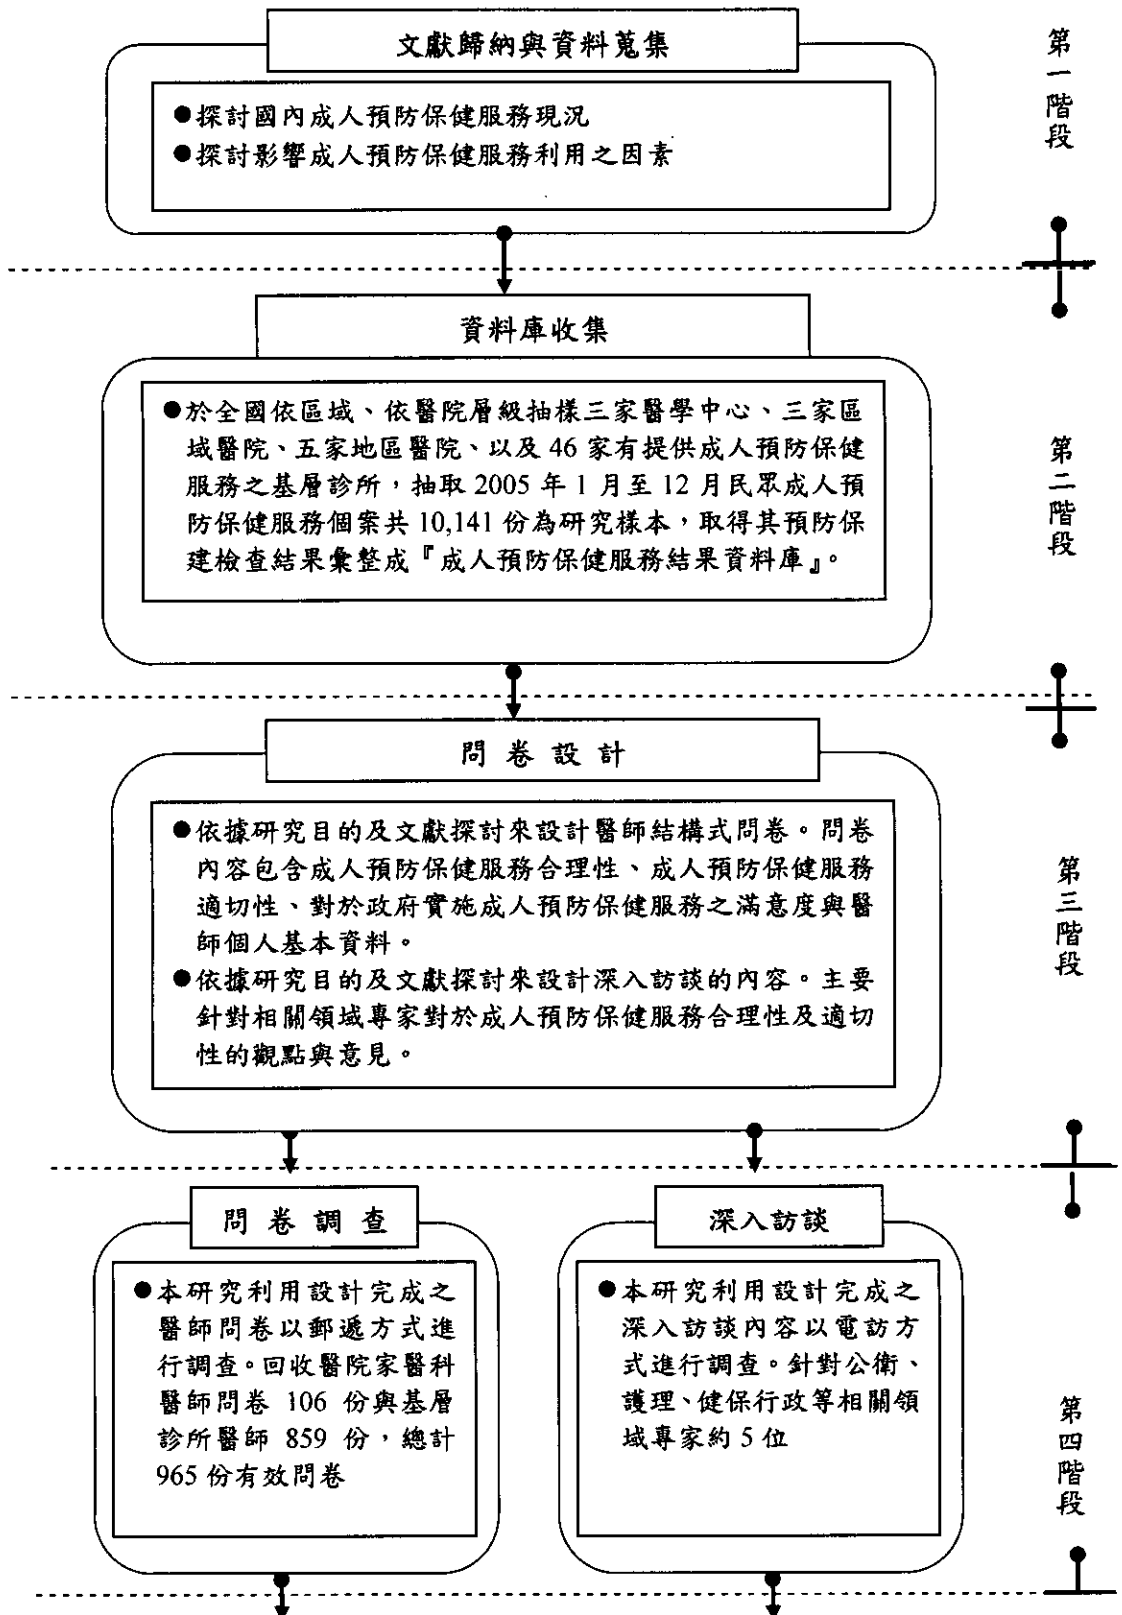 文獻歸納與資料蒐集
●探討國內成人預防保健服務現況
●探討影響成人預防保健服務利用之因素
第一階段
資料庫收集
●於全國依區域、依醫院層級抽樣三家醫學中心、三家區
域醫院、五家地區醫院、以及 46 家有提供成人預防保健
服務之基層診所，抽取 2005 年 1 月至 12 月民眾成人預
防保健服務個案共 10,141 份為研究樣本，取得其預防保
建檢查結果彙整成『成人預防保健服務結果資料庫』。
第二階段
問卷設計
●依據研究目的及文獻探討來設計醫師結構式問卷。問卷
內容包含成人預防保健服務合理性、成人預防保健服務
適切性、對於政府實施成人預防保健服務之滿意度與醫
師個人基本資料。
●依據研究目的及文獻探討來設計深入訪談的內容。主要
針對相關領域專家對於成人預防保健服務合理性及適切
性的觀點與意見。
第三階段
問卷調查
●本研究利用設計完成之
醫師問卷以郵遞方式進
行調查。回收醫院家醫科
醫師問卷 106 份與基層
診所醫師 859 份，總計
965 份有效問卷
深入訪談
●本研究利用設計完成之
深入訪談內容以電訪方
式進行調查。針對公衛、
護理、健保行政等相關領
域專家約 5 位
第四階段